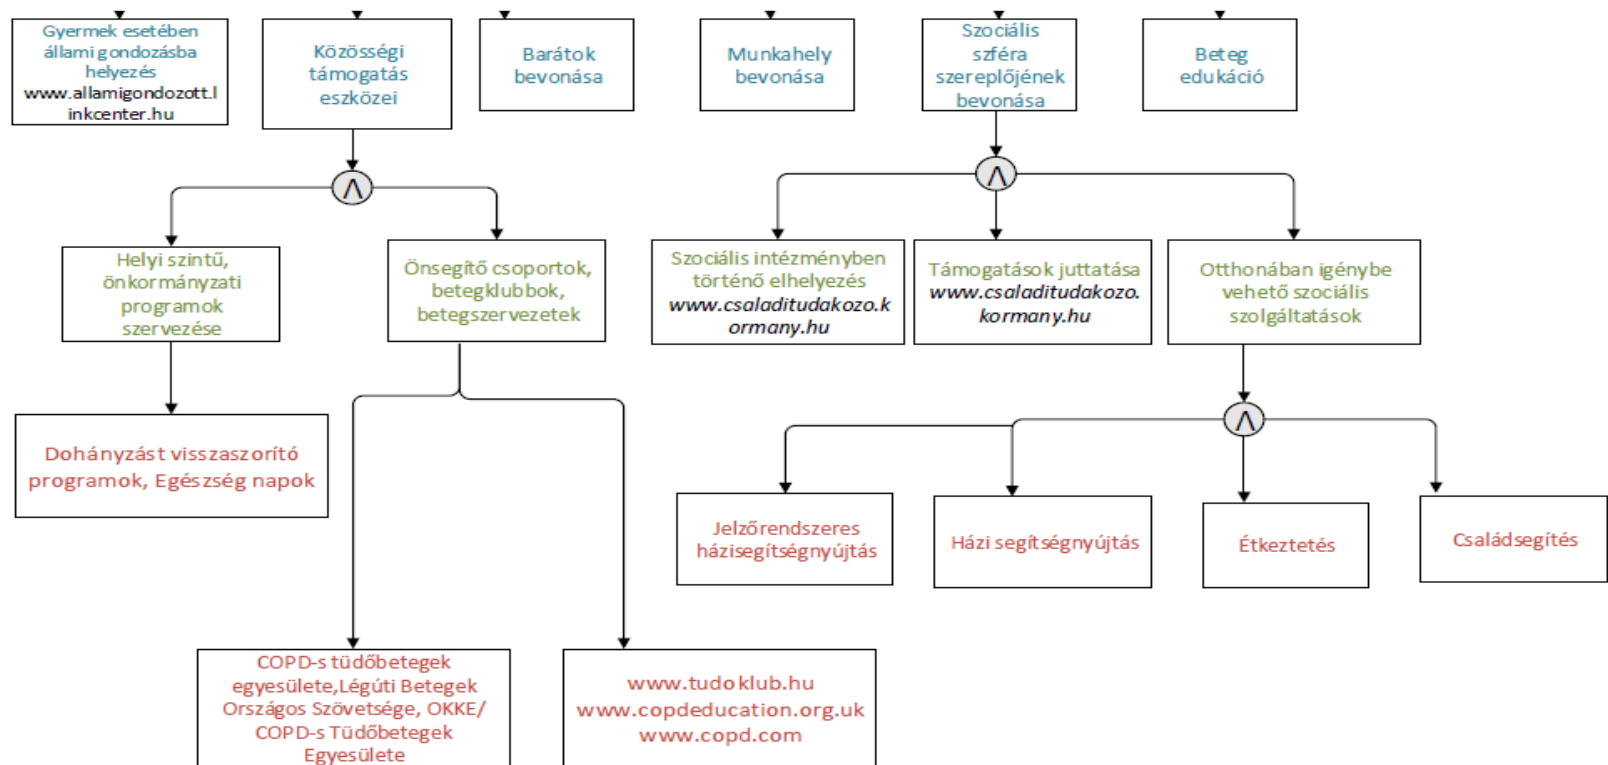 Gyermek esetében
állami gondozásba
helyezés
www.allamigondozott.l
inkcenter.hu
Közösségi
támogatás
eszközei
Barátok
bevonása
Munkahely
bevonása
Szociális
szféra
szereplőjének
bevonása
Beteg
edukáció
Λ
Λ
Helyi szintű,
önkormányzati
programok
szervezése
Önsegítő csoportok,
betegklubbok,
betegszervezetek
Szociális intézményben
történő elhelyezés
www.csaladitudakozo.k
ormany.hu
Támogatások juttatása
www.csaladitudakozo.
kormany.hu
Otthonában igénybe
vehető szociális
szolgáltatások
Λ
Dohányzást visszaszorító
programok, Egészség napok
Jelzőrendszeres
házisegítségnyújtás
Házi segítségnyújtás
Étkeztetés
Családsegítés
COPD-s tüdőbetegek
egyesülete,Légúti Betegek
Országos Szövetsége, OKKE/
COPD-s Tüdőbetegek
Egyesülete
www.tudoklub.hu
www.copdeducation.org.uk
www.copd.com